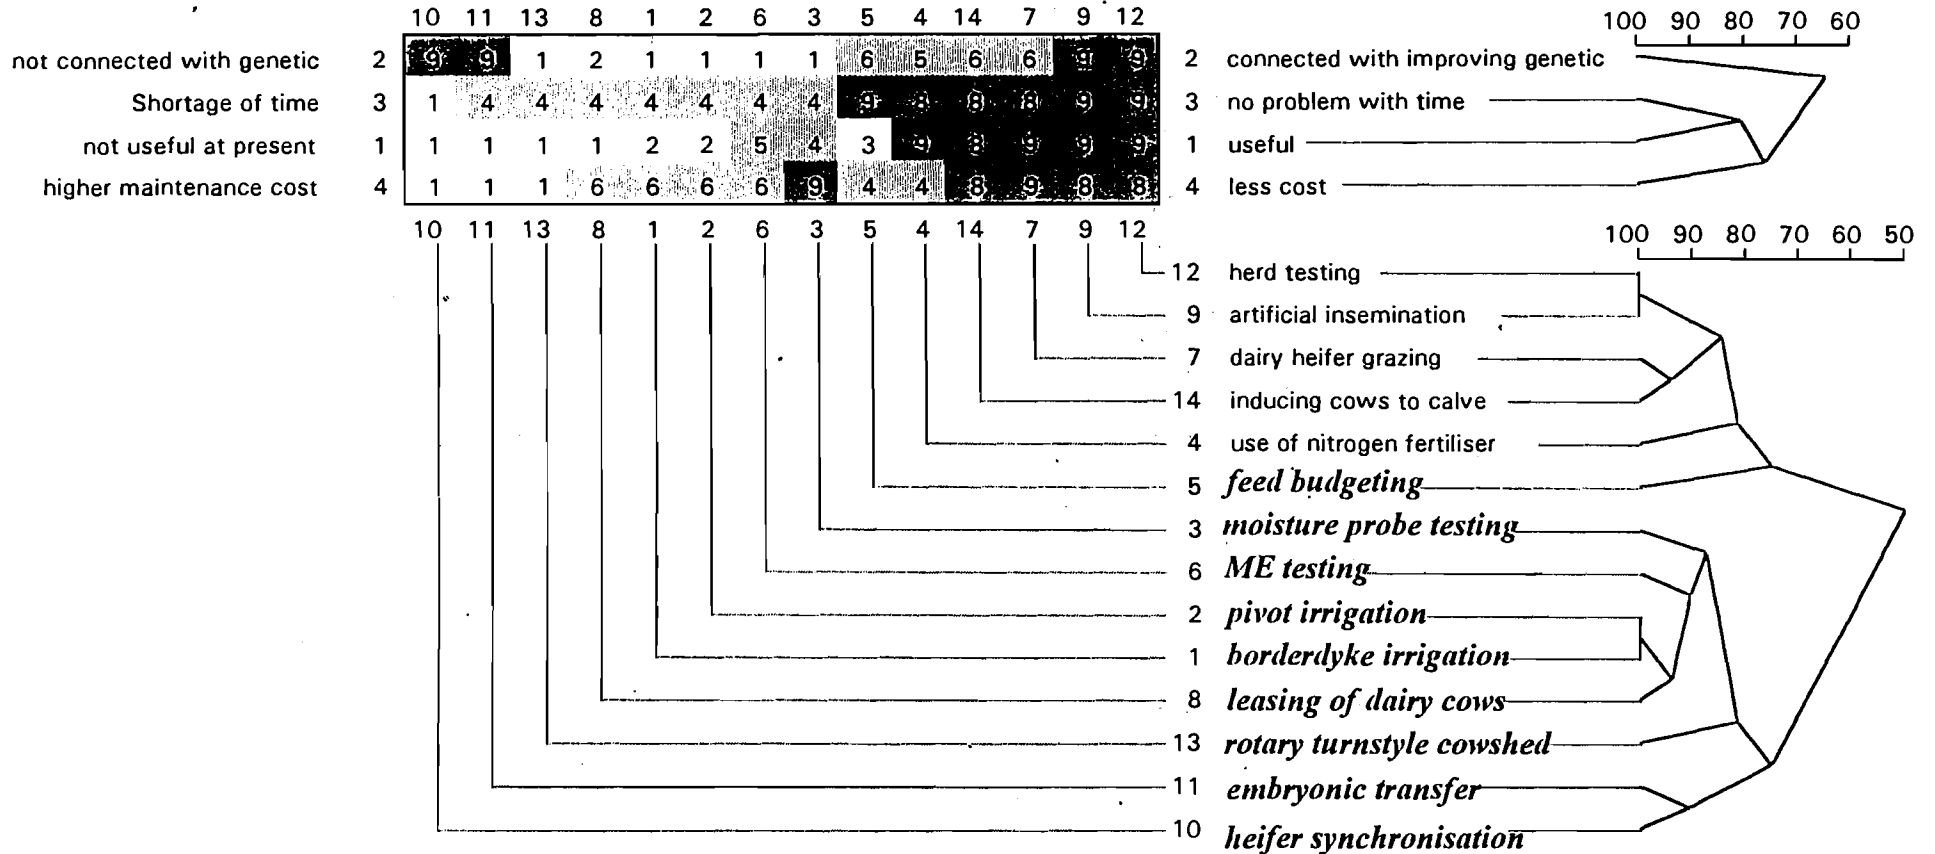 10 11 13 8 1 2 6 3 5 4 14 7 9 12 100 90 80 70 60
not connected with genetic 2 9 9 1 2 1 1 1 1 6 5 6 6 9 9 2 connected with improving genetic
Shortage of time 3 1 4 4 4 4 4 4 4 9 8 8 8 9 9 3 no problem with time
not useful at present 1 1 1 1 1 2 2 5 4 3 9 8 9 9 9 1 useful
higher maintenance cost 4 1 1 1 6 6 6 6 9 4 4 8 9 8 8 4 less cost
10 11 13 8 1 2 6 3 5 4 14 7 9 12 100 90 80 70 60 50
12 herd testing
9 artificial insemination
7 dairy heifer grazing
14 inducing cows to calve
4 use of nitrogen fertiliser
5 feed budgeting
3 moisture probe testing
6 ME testing
2 pivot irrigation
1 borderdyke irrigation
8 leasing of dairy cows
13 rotary turnstyle cowshed
11 embryonic transfer
10 heifer synchronisation